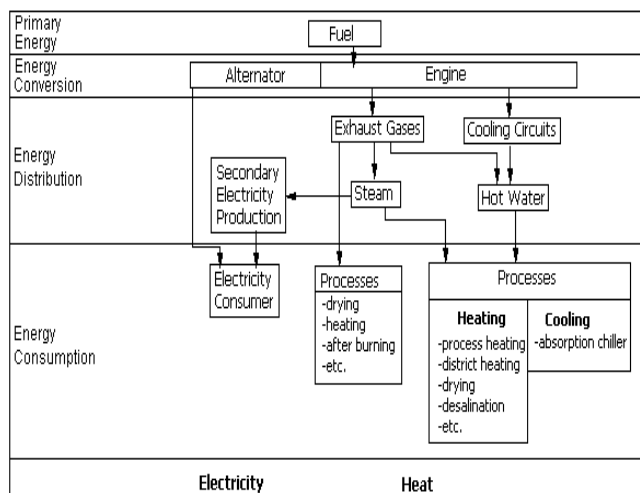 Primary
Energy
Fuel
Energy
Conversion
Alternator
Engine
Energy
Distribution
Exhaust Gases
Cooling Circuits
Secondary
Electricity
Production
Steam
Hot Water
Energy
Consumption
Electricity
Consumer
Processes
-drying
-heating
-after burning
-etc.
Processes
Heating
-process heating
-district heating
-drying
-desalination
-etc.
Cooling
-absorption chiller
Electricity
Heat